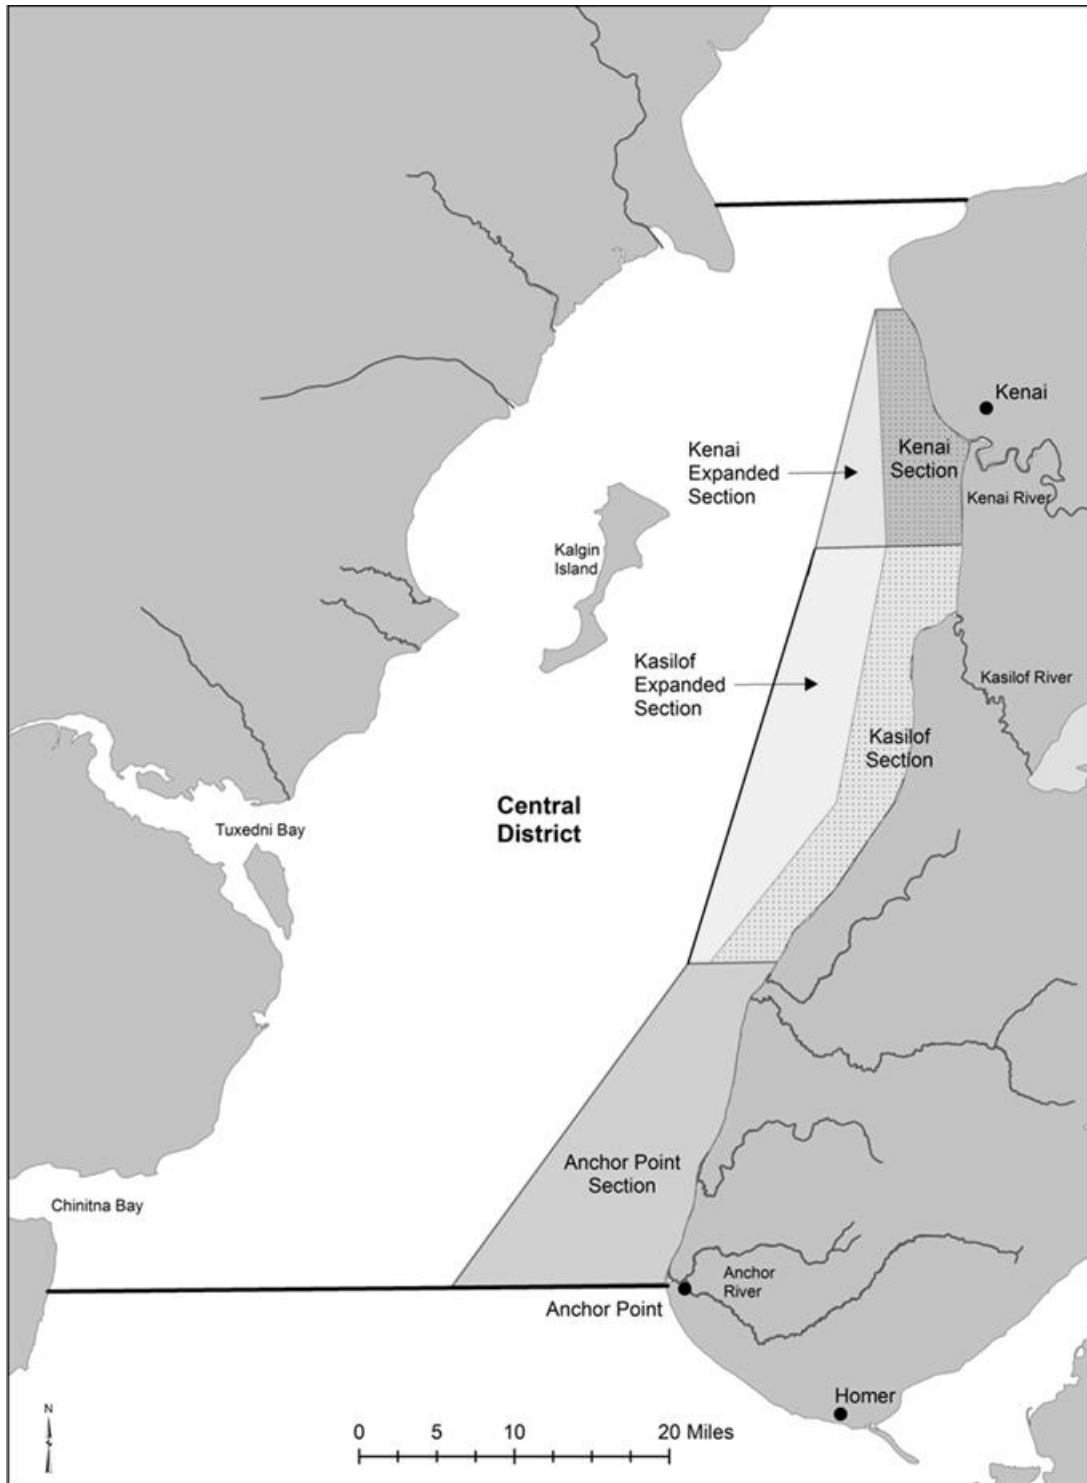 Kenai
Kenai
Section
Kenai
Expanded
Section
Kenai River
Kalgin
Island
Kasilof
Expanded
Section
Kasilof River
Kasilof
Section
Central
District
Tuxedni Bay
Anchor Point
Section
Chinitna Bay
Anchor
River
Anchor Point
Homer
N
0 5 10 20 Miles